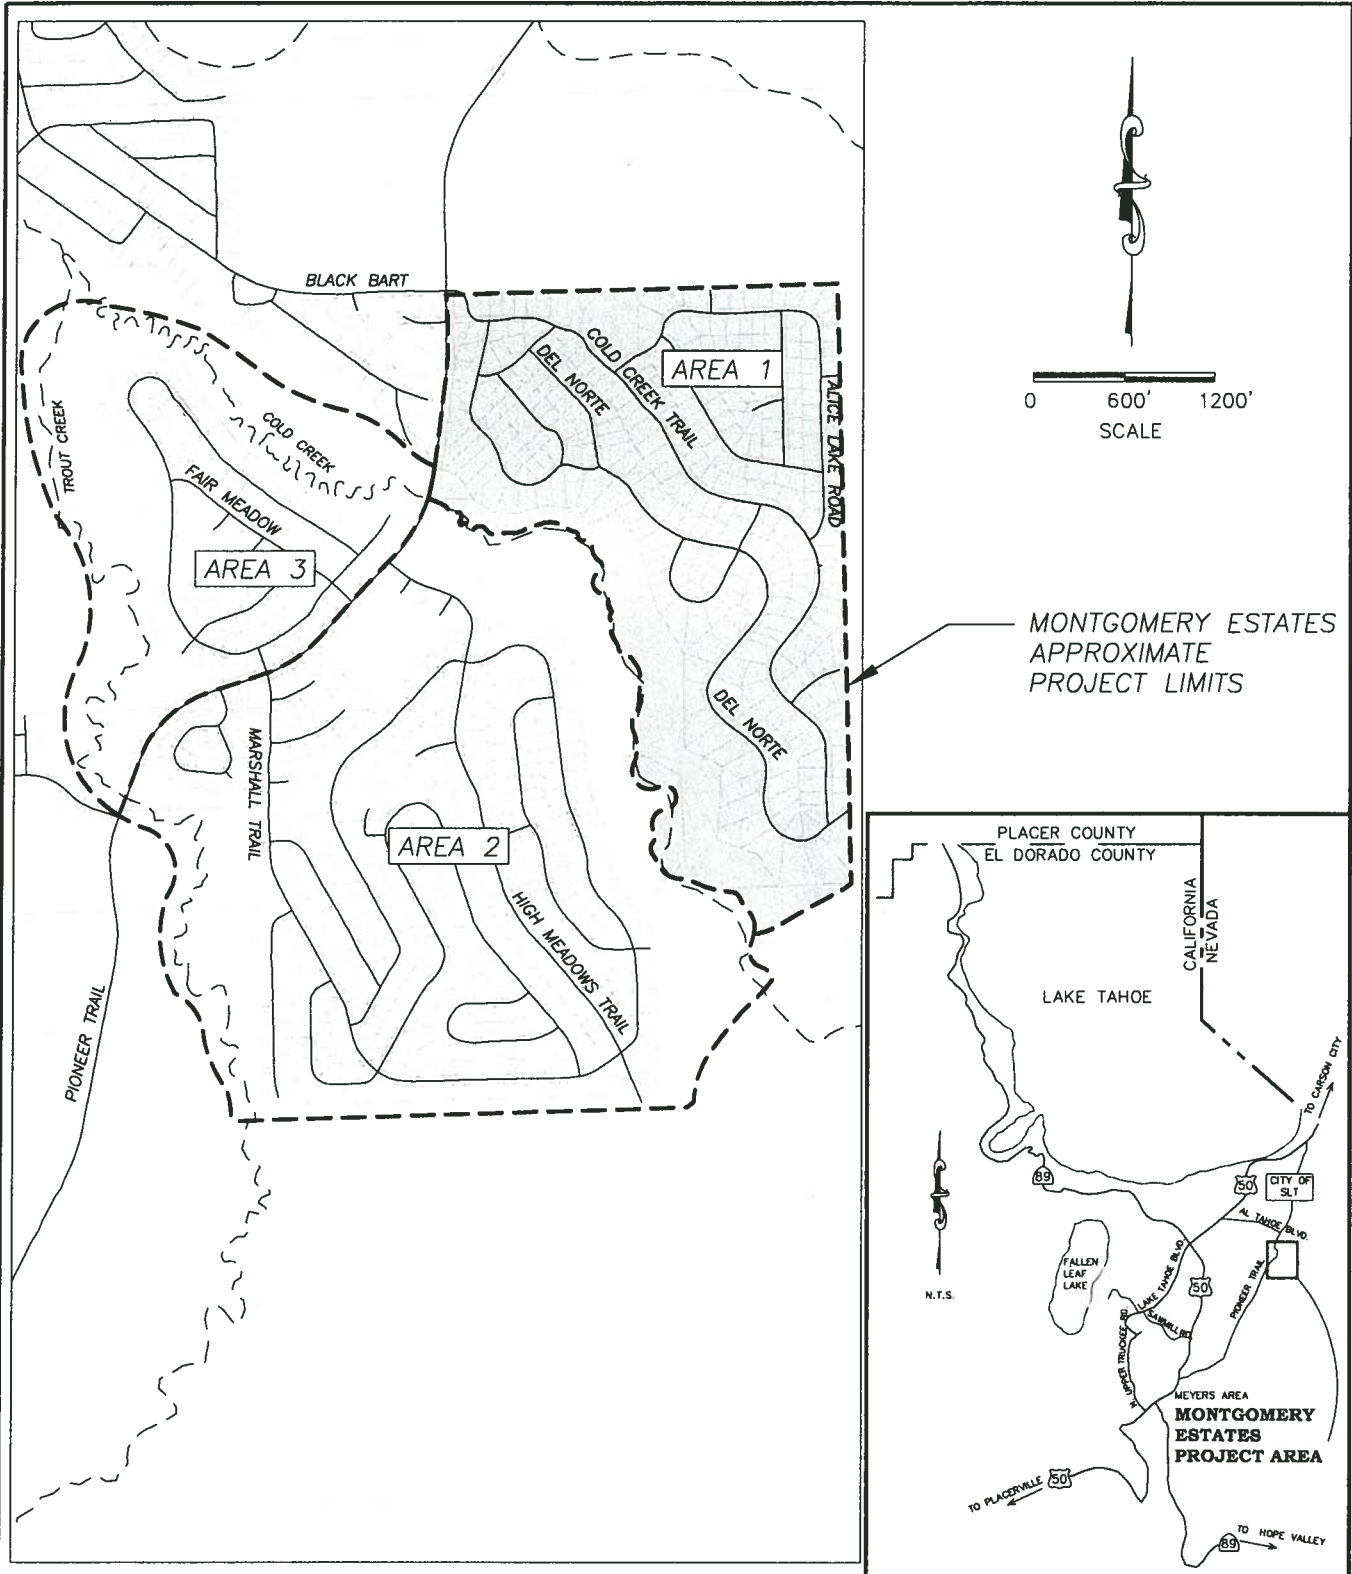 BLACK BART
COLD
CREEK TRAIL
DEL NORTE
AREA 1
ALICE LAKE ROAD
TROUT CREEK
COLD CREEK
FAIR MEADOW
AREA 3
DEL NORTE
MARSHALL TRAIL
AREA 2
HIGH MEADOWS TRAIL
PIONEER TRAIL
0 600' 1200'
SCALE
MONTGOMERY ESTATES
APPROXIMATE
PROJECT LIMITS
PLACER COUNTY
EL DORADO COUNTY
CALIFORNIA
NEVADA
LAKE TAHOE
TO CARSON CITY
89
50
CITY OF
SLT
AL TAHOE BLVD.
FALLEN
LEAF
LAKE
LAKE TAHOE BLVD.
50
PIONEER TRAIL
SAWMILL RD.
N. UPPER TRUCKEE RD.
N.T.S.
MEYERS AREA
MONTGOMERY
ESTATES
PROJECT AREA
TO PLACERVILLE
50
89
TO HOPE VALLEY